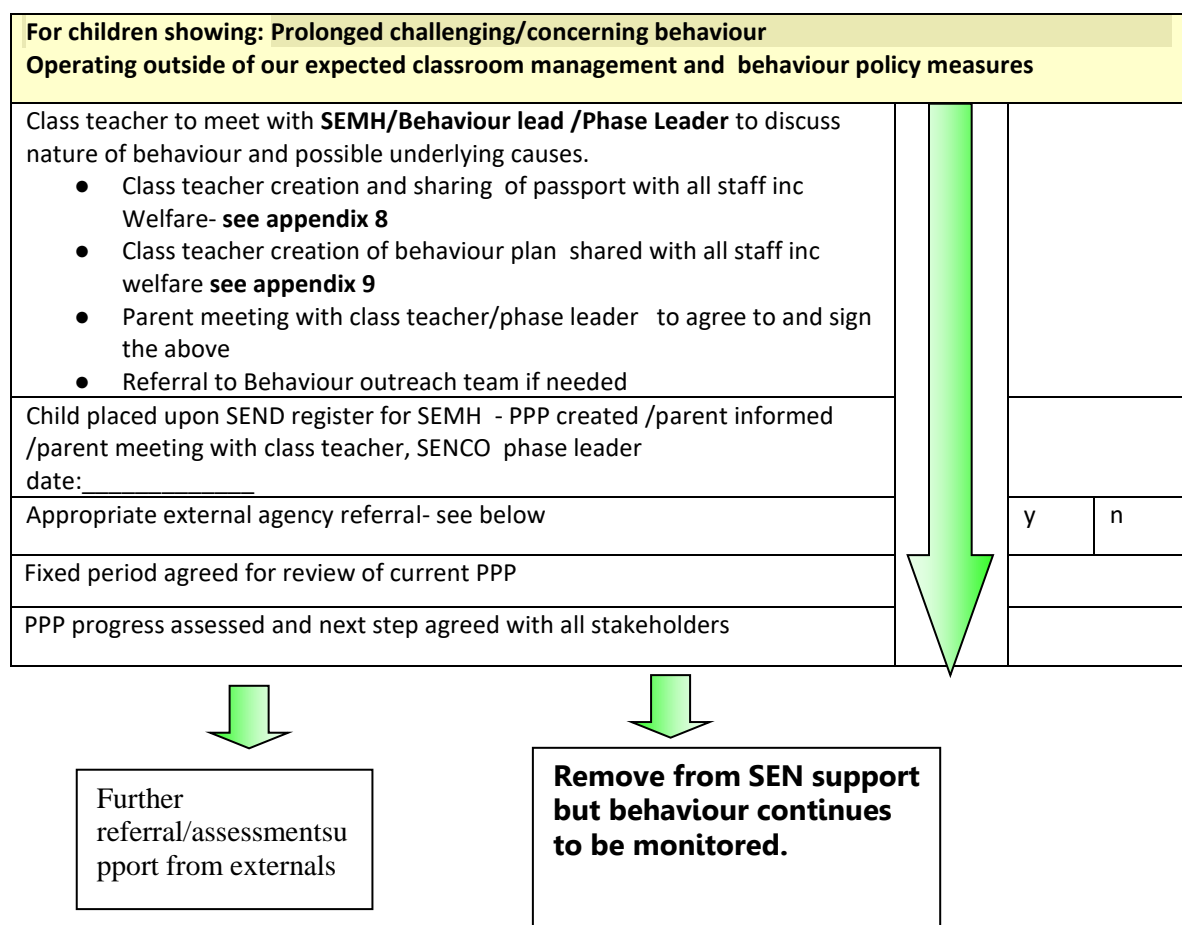 For children showing: Prolonged challenging/concerning behaviour
Operating outside of our expected classroom management and behaviour policy measures
Class teacher to meet with SEMH/Behaviour lead /Phase Leader to discuss
nature of behaviour and possible underlying causes.
● Class teacher creation and sharing of passport with all staff inc
Welfare- see appendix 8
● Class teacher creation of behaviour plan shared with all staff inc
welfare see appendix 9
● Parent meeting with class teacher/phase leader to agree to and sign
the above
● Referral to Behaviour outreach team if needed
Child placed upon SEND register for SEMH - PPP created /parent informed
/parent meeting with class teacher, SENCO phase leader
date:_____________
Appropriate external agency referral- see below y n
Fixed period agreed for review of current PPP
PPP progress assessed and next step agreed with all stakeholders
Further
referral/assessmentsu
pport from externals
Remove from SEN support
but behaviour continues
to be monitored.